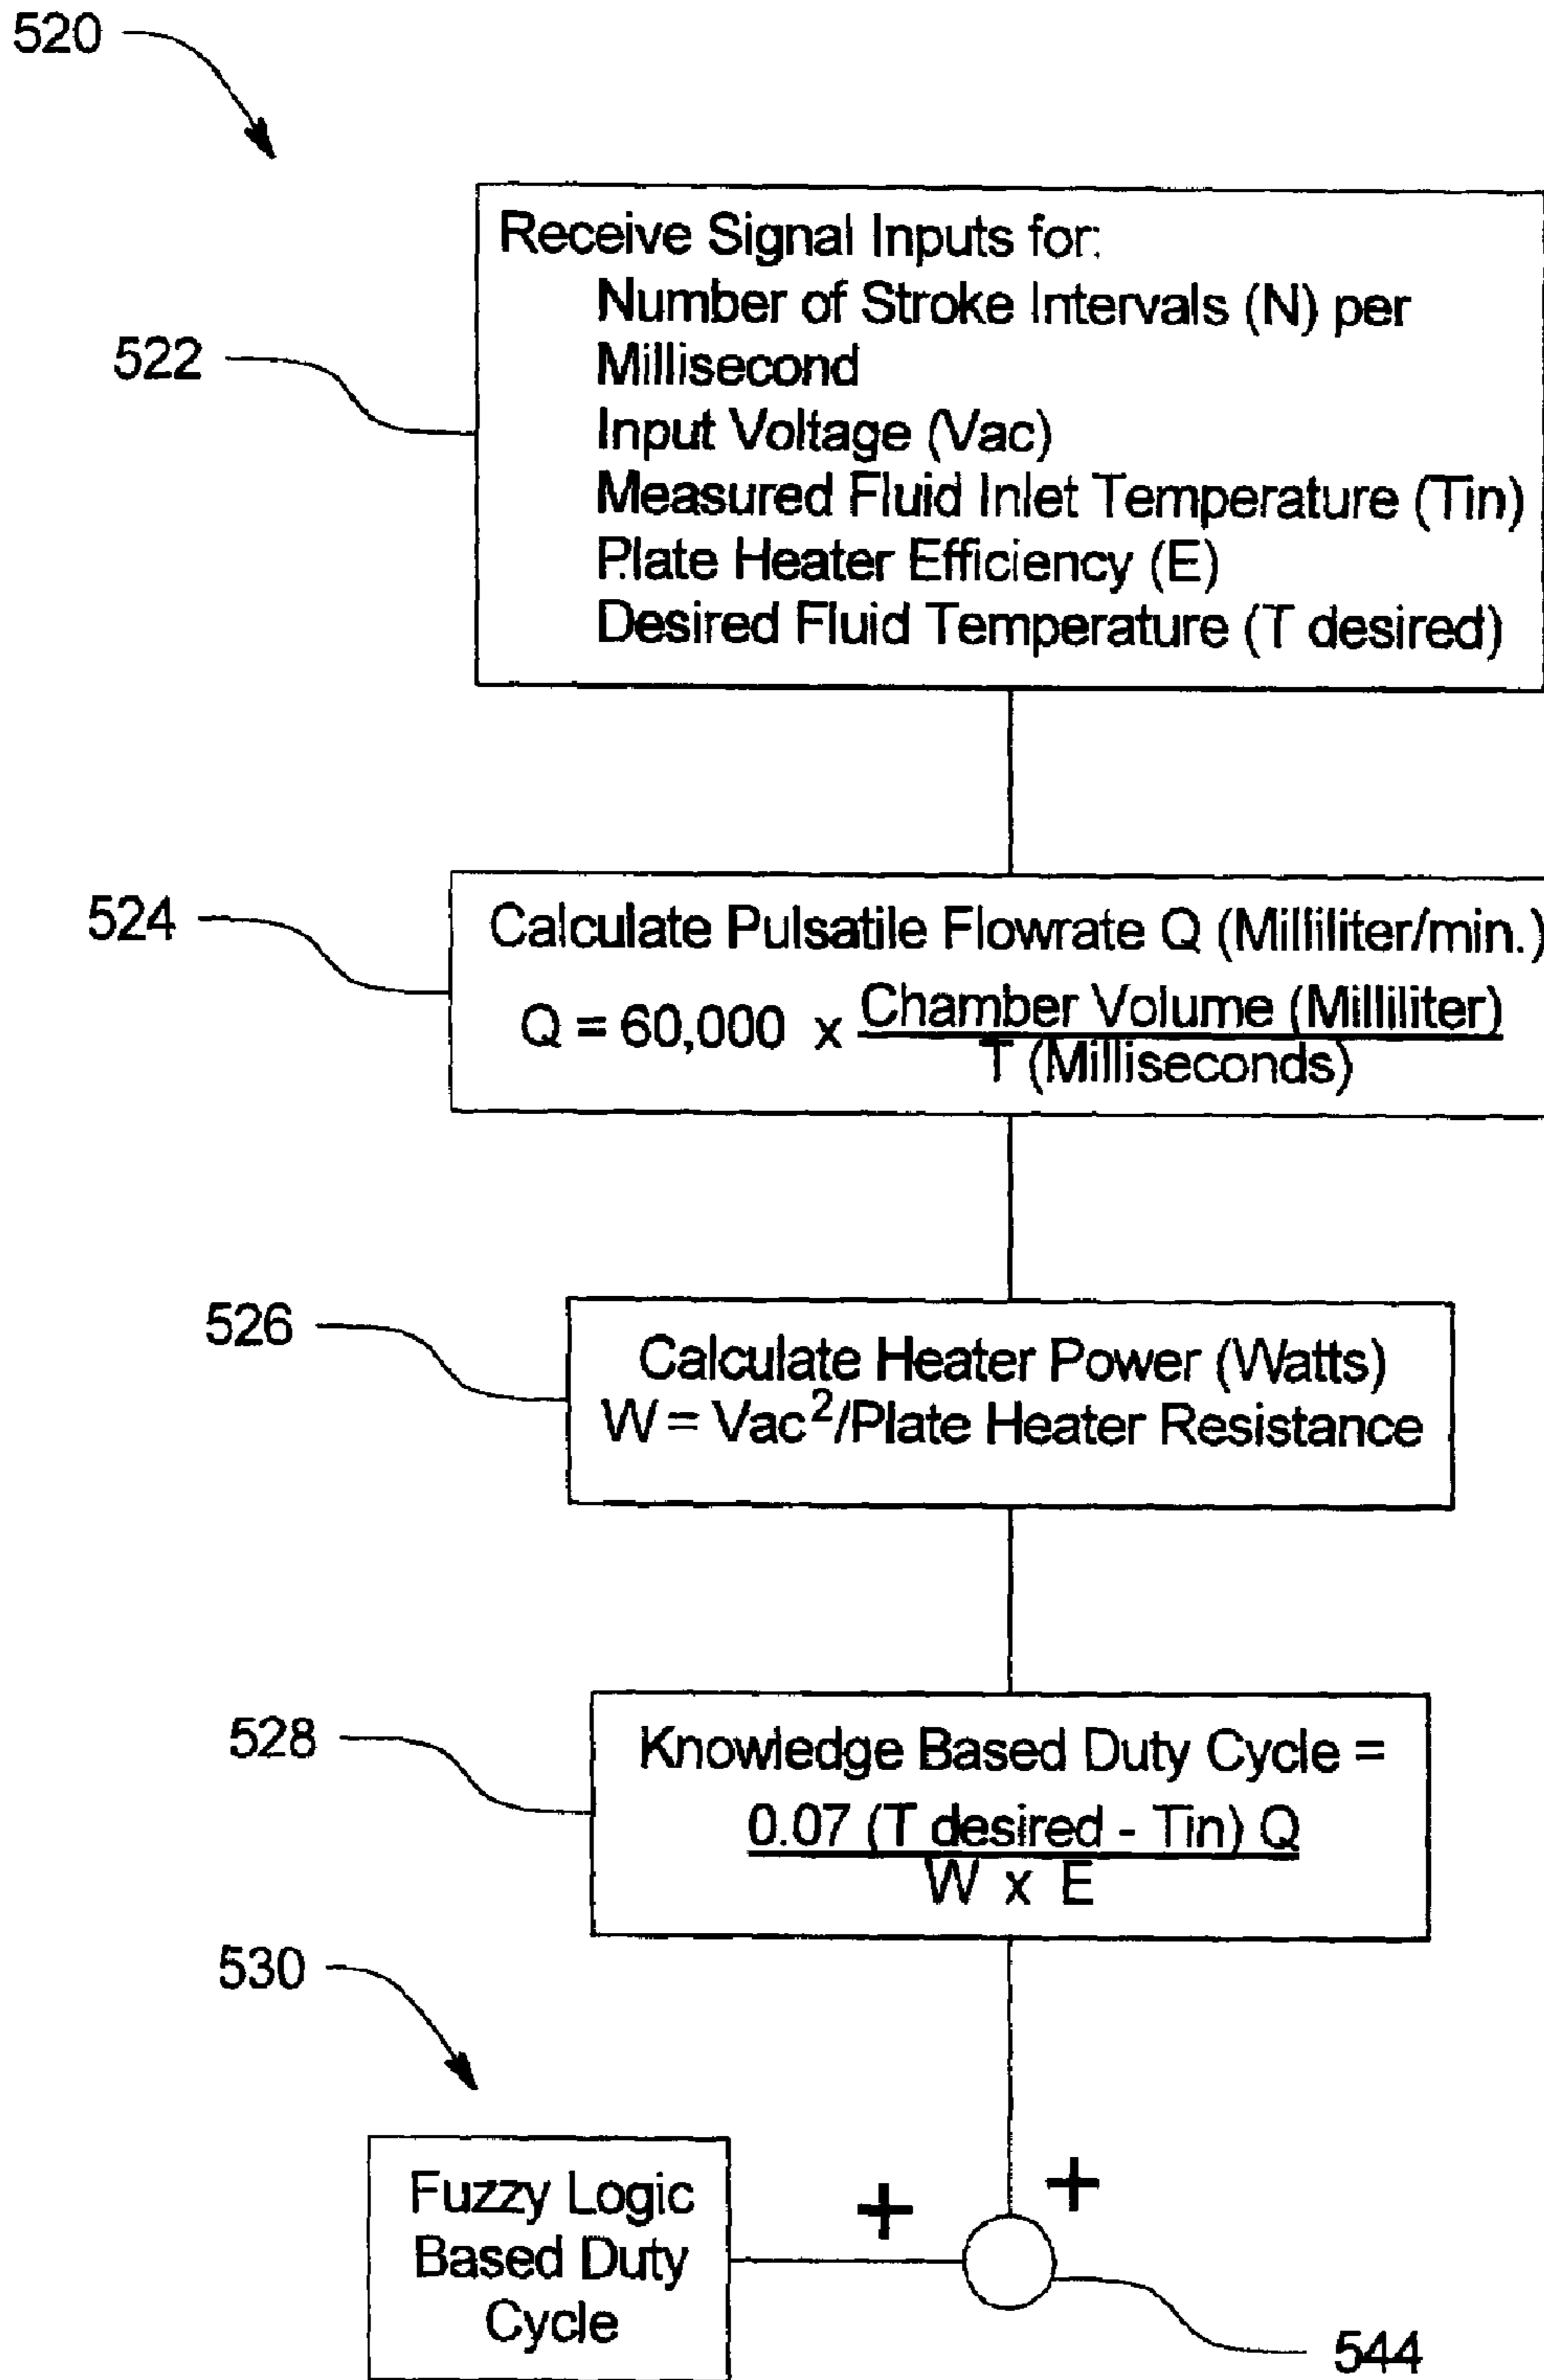 520
Receive Signal Inputs for:
Number of Stroke Intervals (N) per
Millisecond
522
Input Voltage (Vac)
Measured Fluid Inlet Temperature (Tin)
Plate Heater Efficiency (E)
Desired Fluid Temperature (T desired)
524
Calculate Pulsatile Flowrate Q (Milliliter/min.)
Q = 60,000 x Chamber Volume (Milliliter)
T (Milliseconds)
526
Calculate Heater Power (Watts)
W = Vac²/Plate Heater Resistance
528
Knowledge Based Duty Cycle =
0.07 (T desired - Tin) Q
W x E
530
+ +
Fuzzy Logic
Based Duty
Cycle
544